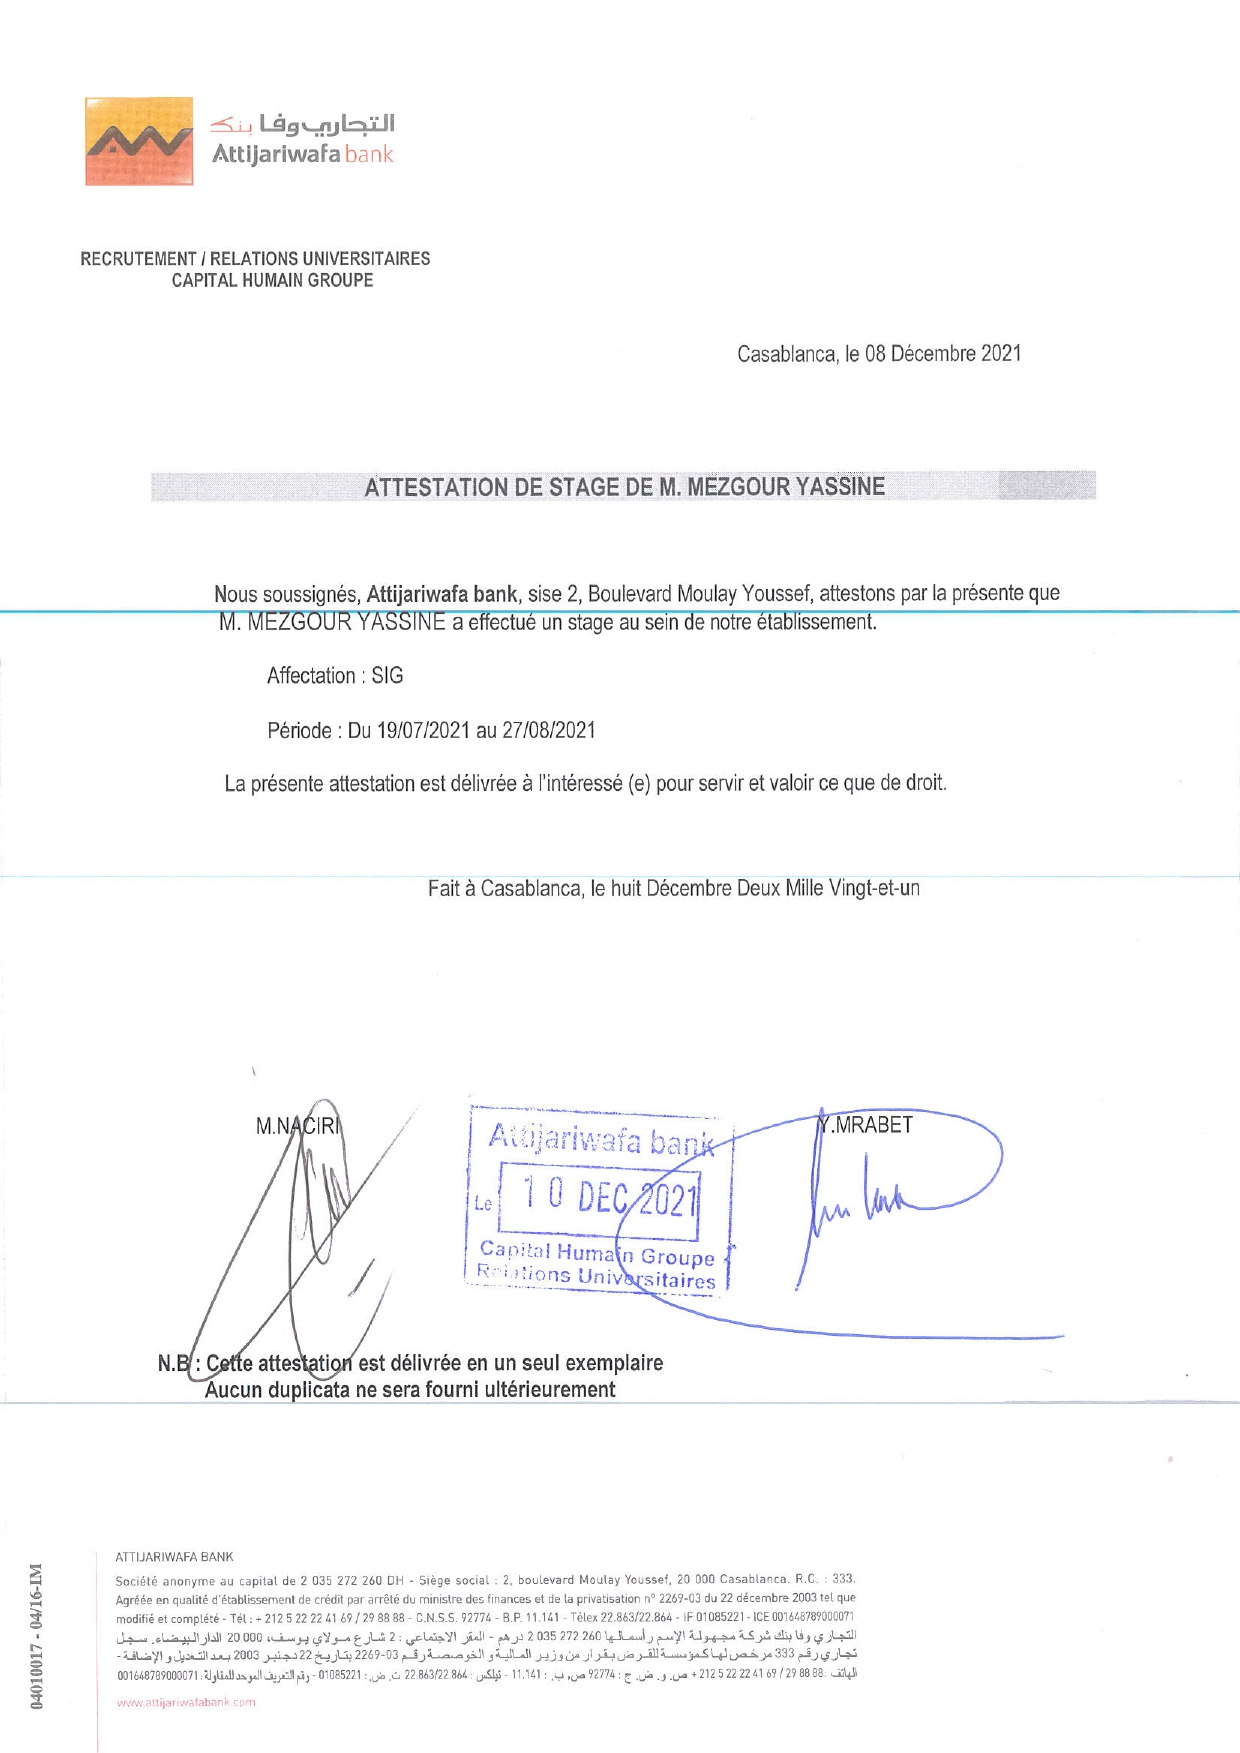 التجاري وفا بنك
Attijariwafa bank
RECRUTEMENT / RELATIONS UNIVERSITAIRES
CAPITAL HUMAIN GROUPE
Casablanca, le 08 Décembre 2021
ATTESTATION DE STAGE DE M. MEZGOUR YASSINE
Nous soussignés, Attijariwafa bank, sise 2, Boulevard Moulay Youssef, attestons par la présente que
M. MEZGOUR YASSINE a effectué un stage au sein de notre établissement.
Affectation : SIG
Période : Du 19/07/2021 au 27/08/2021
La présente attestation est délivrée à l'intéressé (e) pour servir et valoir ce que de droit.
Fait à Casablanca, le huit Décembre Deux Mille Vingt-et-un
M.NACIRI
Attijariwafa bank
Le 10 DEC 2021
Capital Humain Groupe
Relations Universitaires
Y.MRABET
N.B : Cette attestation est délivrée en un seul exemplaire
Aucun duplicata ne sera fourni ultérieurement
ATTIJARIWAFA BANK
Société anonyme au capital de 2 035 272 260 DH - Siège social : 2, boulevard Moulay Youssef, 20 000 Casablanca. R.C. : 333.
Agréée en qualité d'établissement de crédit par arrêté du ministre des finances et de la privatisation n° 2269-03 du 22 décembre 2003 tel que
modifié et complété - Tél : + 212 5 22 22 41 69 / 29 88 88 - C.N.S.S. 92774 - B.P. 11.141 - Télex 22.863/22.864 - IF 01085221 - ICE 001648789000071
التجاري وفا بنك شركة مجهولة الإسم رأسمالها 260 272 035 2 درهم - المقر الاجتماعي : 2 شارع مولاي يوسف، 000 20 الدار البيضاء. سجل
تجاري رقم 333 مرخص لها كمؤسسة للقرض بقرار من وزير المالية و الخوصصة رقم 03-2269 بتاريخ 22 دجنبر 2003 بعد التعديل و الإضافة -
الهاتف : 88 88 29 / 69 41 22 22 5 212 + ص. و. ض. ج : 92774 ص. ب. : 11.141 - تيلكس : 22.863/22.864 ت. ض. : 01085221 - رقم التعريف الموحد للمقاولة : 001648789000071
www.attijariwafabank.com
04010017 - 04/16-IM